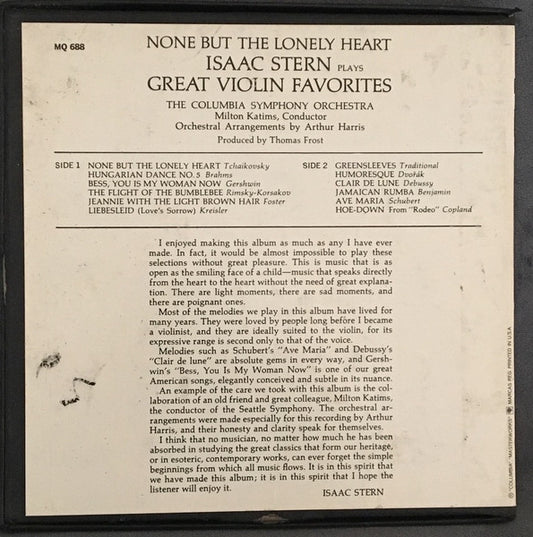 MQ 688
NONE BUT THE LONELY HEART
ISAAC STERN PLAYS
GREAT VIOLIN FAVORITES
THE COLUMBIA SYMPHONY ORCHESTRA
Milton Katims, Conductor
Orchestral Arrangements by Arthur Harris
Produced by Thomas Frost
SIDE 1 NONE BUT THE LONELY HEART Tchaikovsky
HUNGARIAN DANCE NO. 5 Brahms
BESS, YOU IS MY WOMAN NOW Gershwin
THE FLIGHT OF THE BUMBLEBEE Rimsky-Korsakov
JEANNIE WITH THE LIGHT BROWN HAIR Foster
LIEBESLEID (Love's Sorrow) Kreisler
SIDE 2 GREENSLEEVES Traditional
HUMORESQUE Dvořák
CLAIR DE LUNE Debussy
JAMAICAN RUMBA Benjamin
AVE MARIA Schubert
HOE-DOWN From "Rodeo" Copland
I enjoyed making this album as much as any I have ever
made. In fact, it would be almost impossible to play these
selections without great pleasure. This is music that is as
open as the smiling face of a child—music that speaks directly
from the heart to the heart without the need of great explana-
tion. There are light moments, there are sad moments, and
there are poignant ones.
Most of the melodies we play in this album have lived for
many years. They were loved by people long before I became
a violinist, and they are ideally suited to the violin, for its
expressive range is second only to that of the voice.
Melodies such as Schubert's "Ave Maria" and Debussy's
"Clair de lune" are absolute gems in every way, and Gersh-
win's "Bess, You Is My Woman Now" is one of our great
American songs, elegantly conceived and subtle in its nuance.
An example of the care we took with this album is the col-
laboration of an old friend and great colleague, Milton Katims,
the conductor of the Seattle Symphony. The orchestral ar-
rangements were made especially for this recording by Arthur
Harris, and their honesty and clarity speak for themselves.
I think that no musician, no matter how much he has been
absorbed in studying the great classics that form our heritage,
or in esoteric, contemporary works, can ever forget the simple
beginnings from which all music flows. It is in this spirit that
we have made this album; it is in this spirit that I hope the
listener will enjoy it.
ISAAC STERN
® "COLUMBIA" "MASTERWORKS" MARCAS REG. PRINTED IN U.S.A.